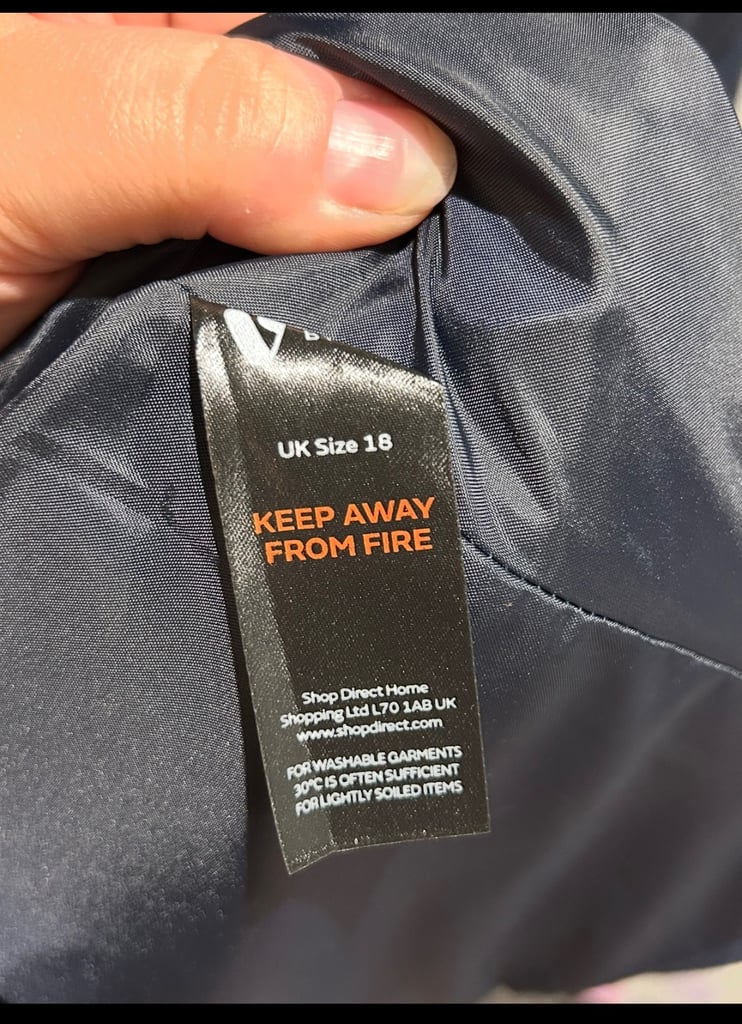 UK Size 18
KEEP AWAY
FROM FIRE
Shop Direct Home
Shopping Ltd L70 1AB UK
www.shopdirect.com
FOR WASHABLE GARMENTS
30°C IS OFTEN SUFFICIENT
FOR LIGHTLY SOILED ITEMS